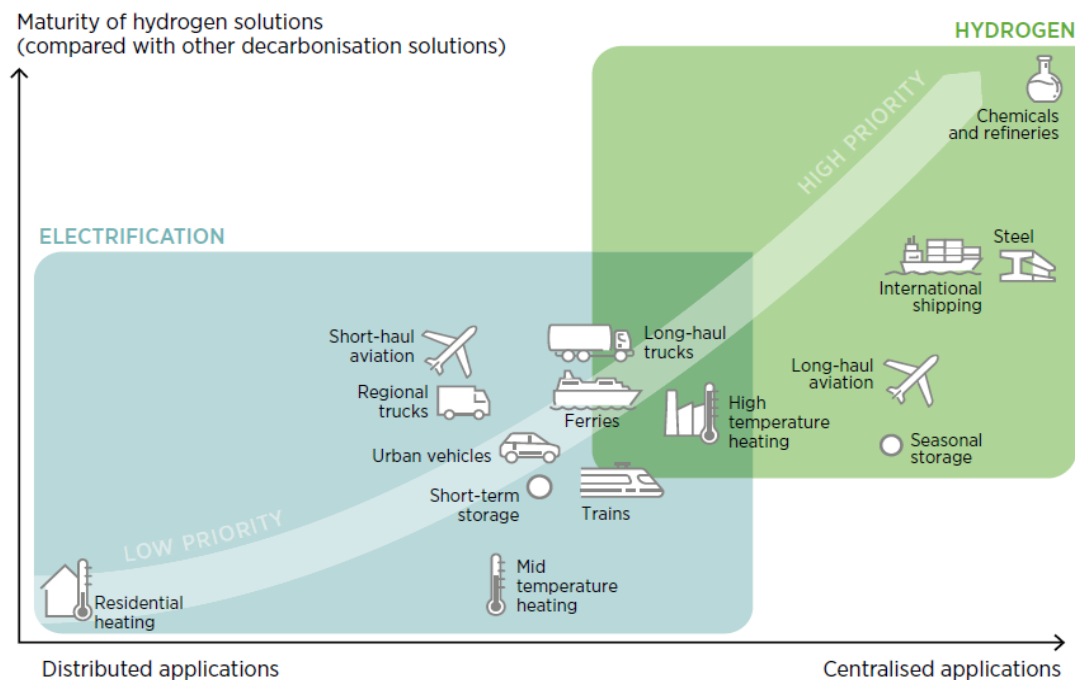 Maturity of hydrogen solutions
(compared with other decarbonisation solutions)
HYDROGEN
HIGH PRIORITY
Chemicals
and refineries
ELECTRIFICATION
Steel
International
shipping
Short-haul
aviation
Long-haul
trucks
Long-haul
aviation
Regional
trucks
Ferries
High
temperature
heating
Urban vehicles
Seasonal
storage
Short-term
storage
Trains
LOW PRIORITY
Mid
temperature
heating
Residential
heating
Distributed applications
Centralised applications